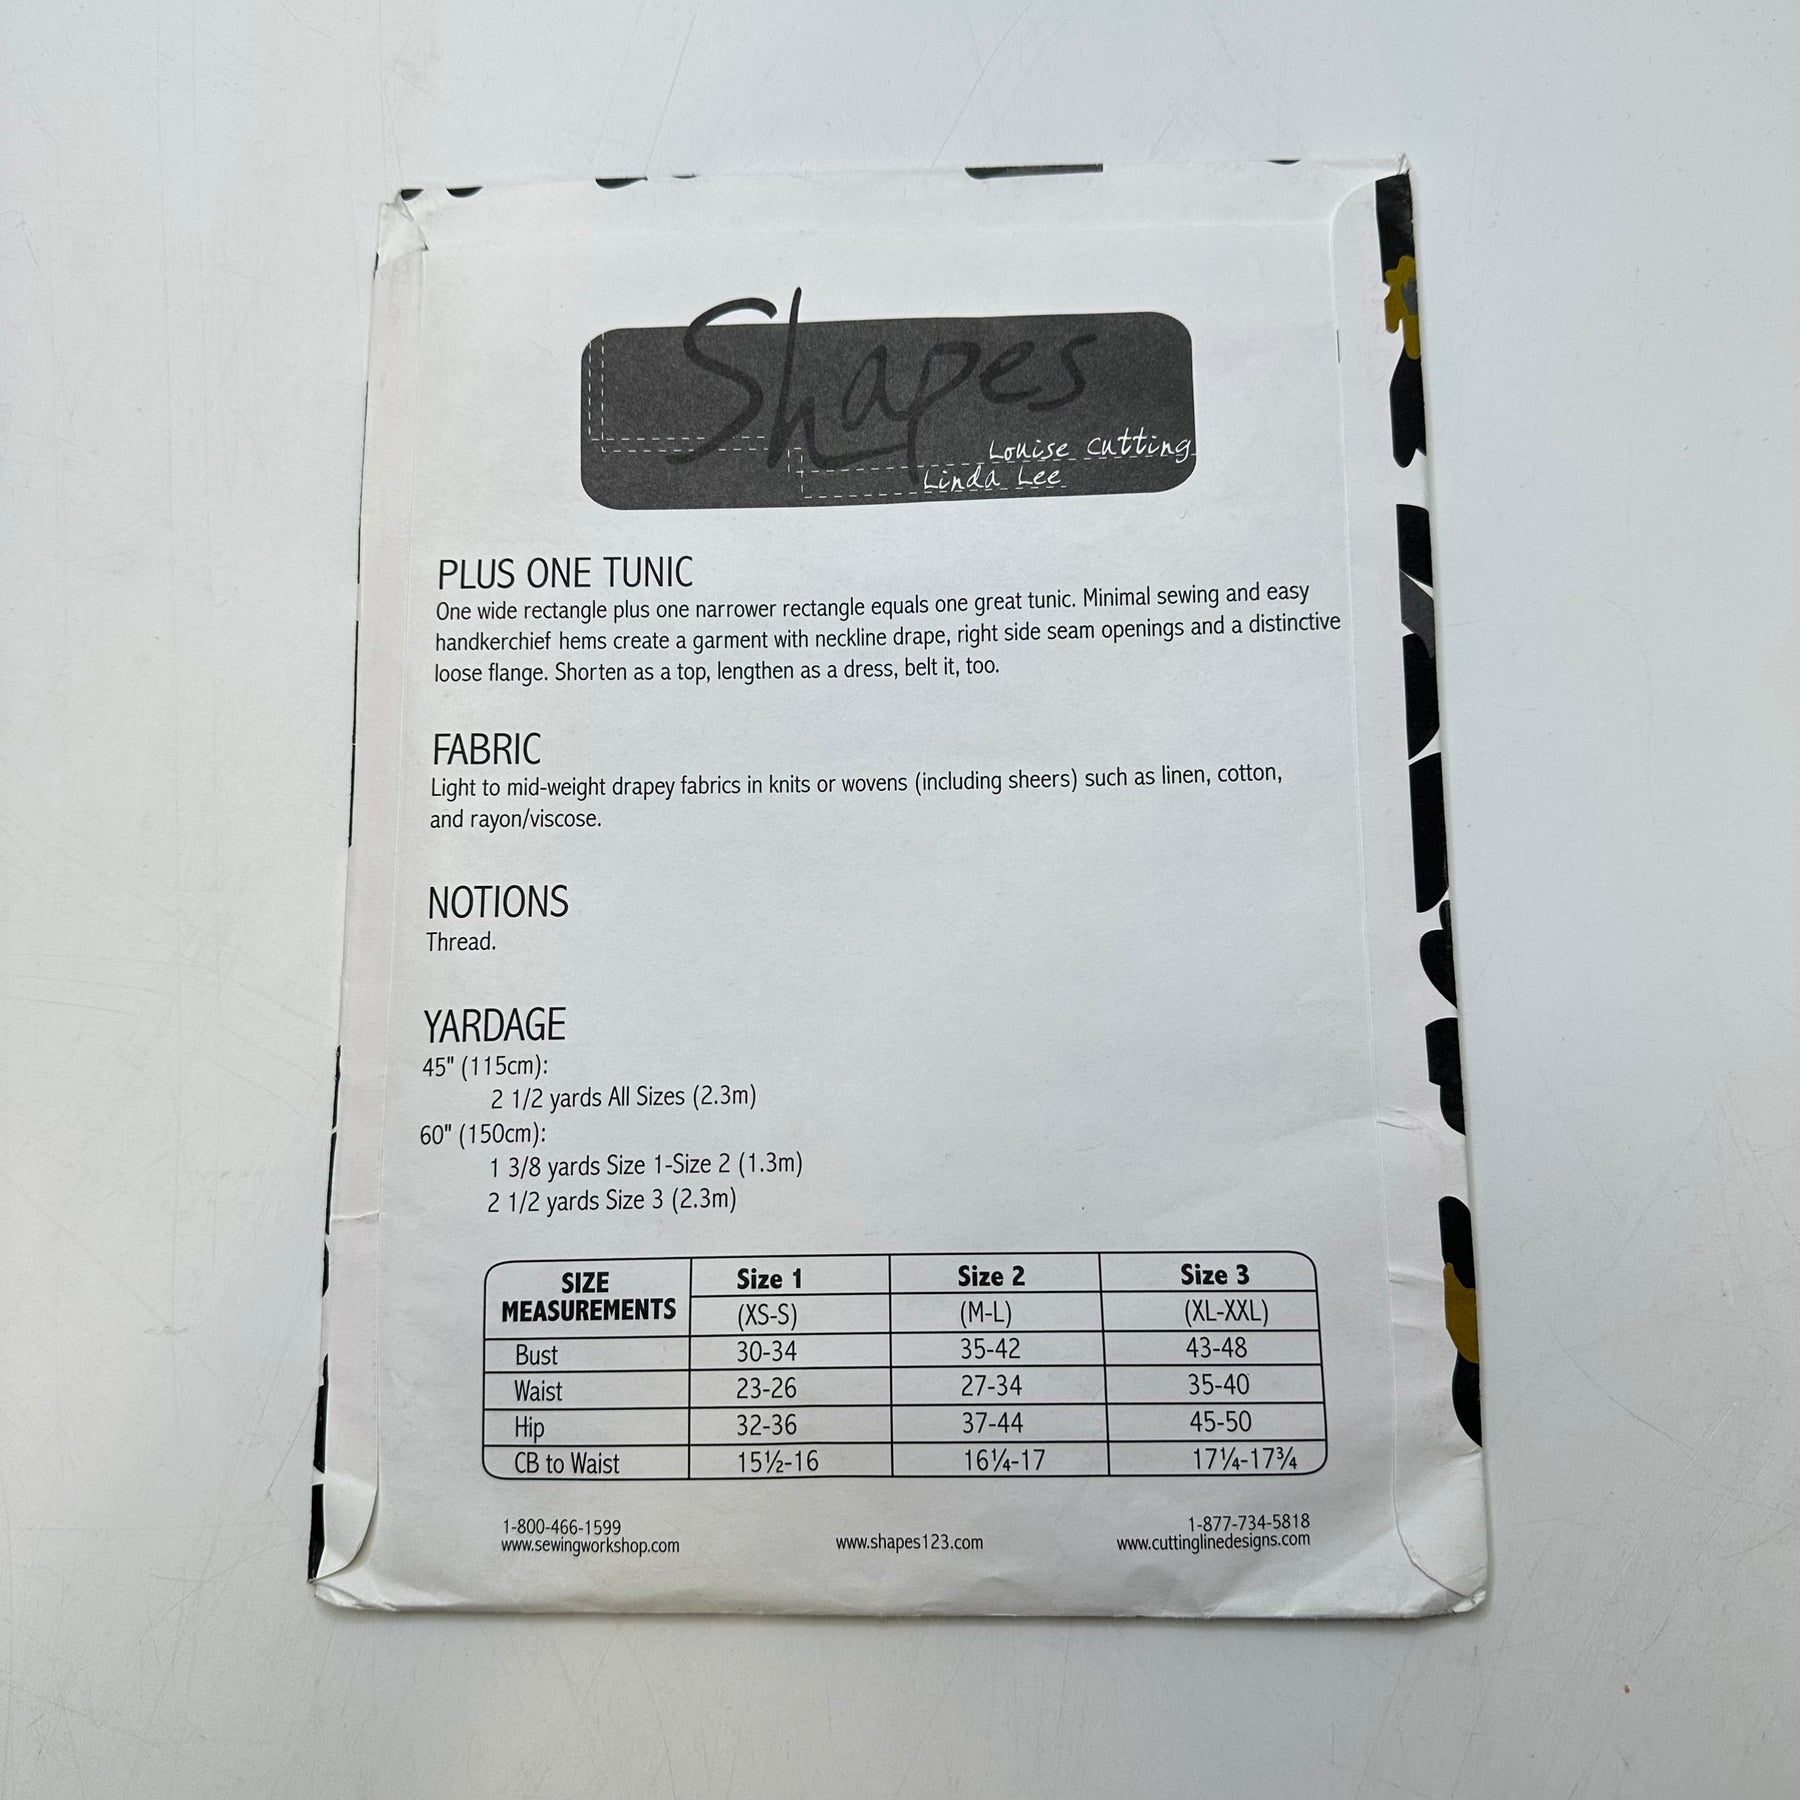 Shapes
Louise Cutting
Linda Lee
PLUS ONE TUNIC
One wide rectangle plus one narrower rectangle equals one great tunic. Minimal sewing and easy
handkerchief hems create a garment with neckline drape, right side seam openings and a distinctive
loose flange. Shorten as a top, lengthen as a dress, belt it, too.
FABRIC
Light to mid-weight drapey fabrics in knits or wovens (including sheers) such as linen, cotton,
and rayon/viscose.
NOTIONS
Thread.
YARDAGE
45" (115cm):
2 1/2 yards All Sizes (2.3m)
60" (150cm):
1 3/8 yards Size 1-Size 2 (1.3m)
2 1/2 yards Size 3 (2.3m)
SIZE MEASUREMENTS Size 1 Size 2 Size 3
(XS-S) (M-L) (XL-XXL)
Bust 30-34 35-42 43-48
Waist 23-26 27-34 35-40
Hip 32-36 37-44 45-50
CB to Waist 15½-16 16¼-17 17¼-17¾
1-800-466-1599 1-877-734-5818
www.sewingworkshop.com www.shapes123.com www.cuttinglinedesigns.com